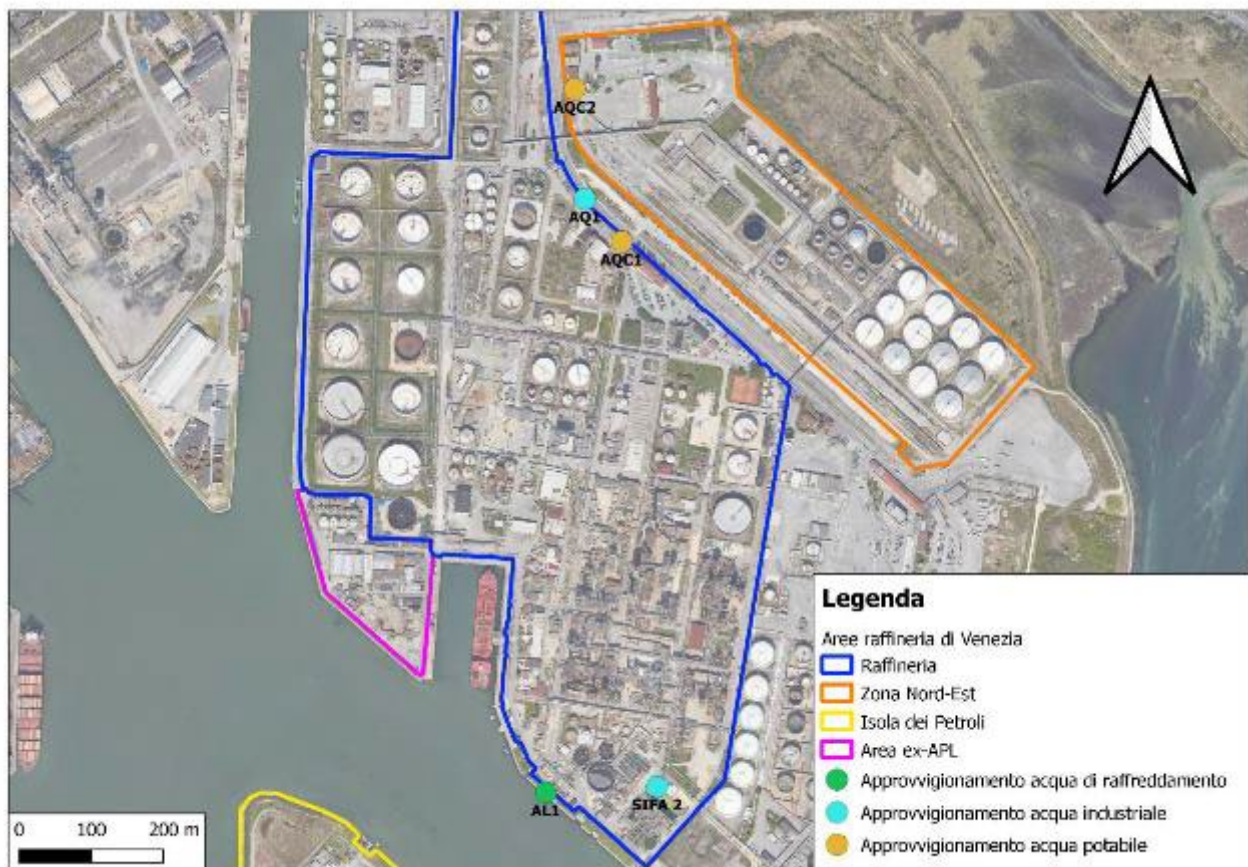 AQC2
AQ1
AQC1
AL1
SIFA 2
0 100 200 m
Legenda
Aree raffineria di Venezia
Raffineria
Zona Nord-Est
Isola dei Petroli
Area ex-APL
Approvvigionamento acqua di raffreddamento
Approvvigionamento acqua industriale
Approvvigionamento acqua potabile